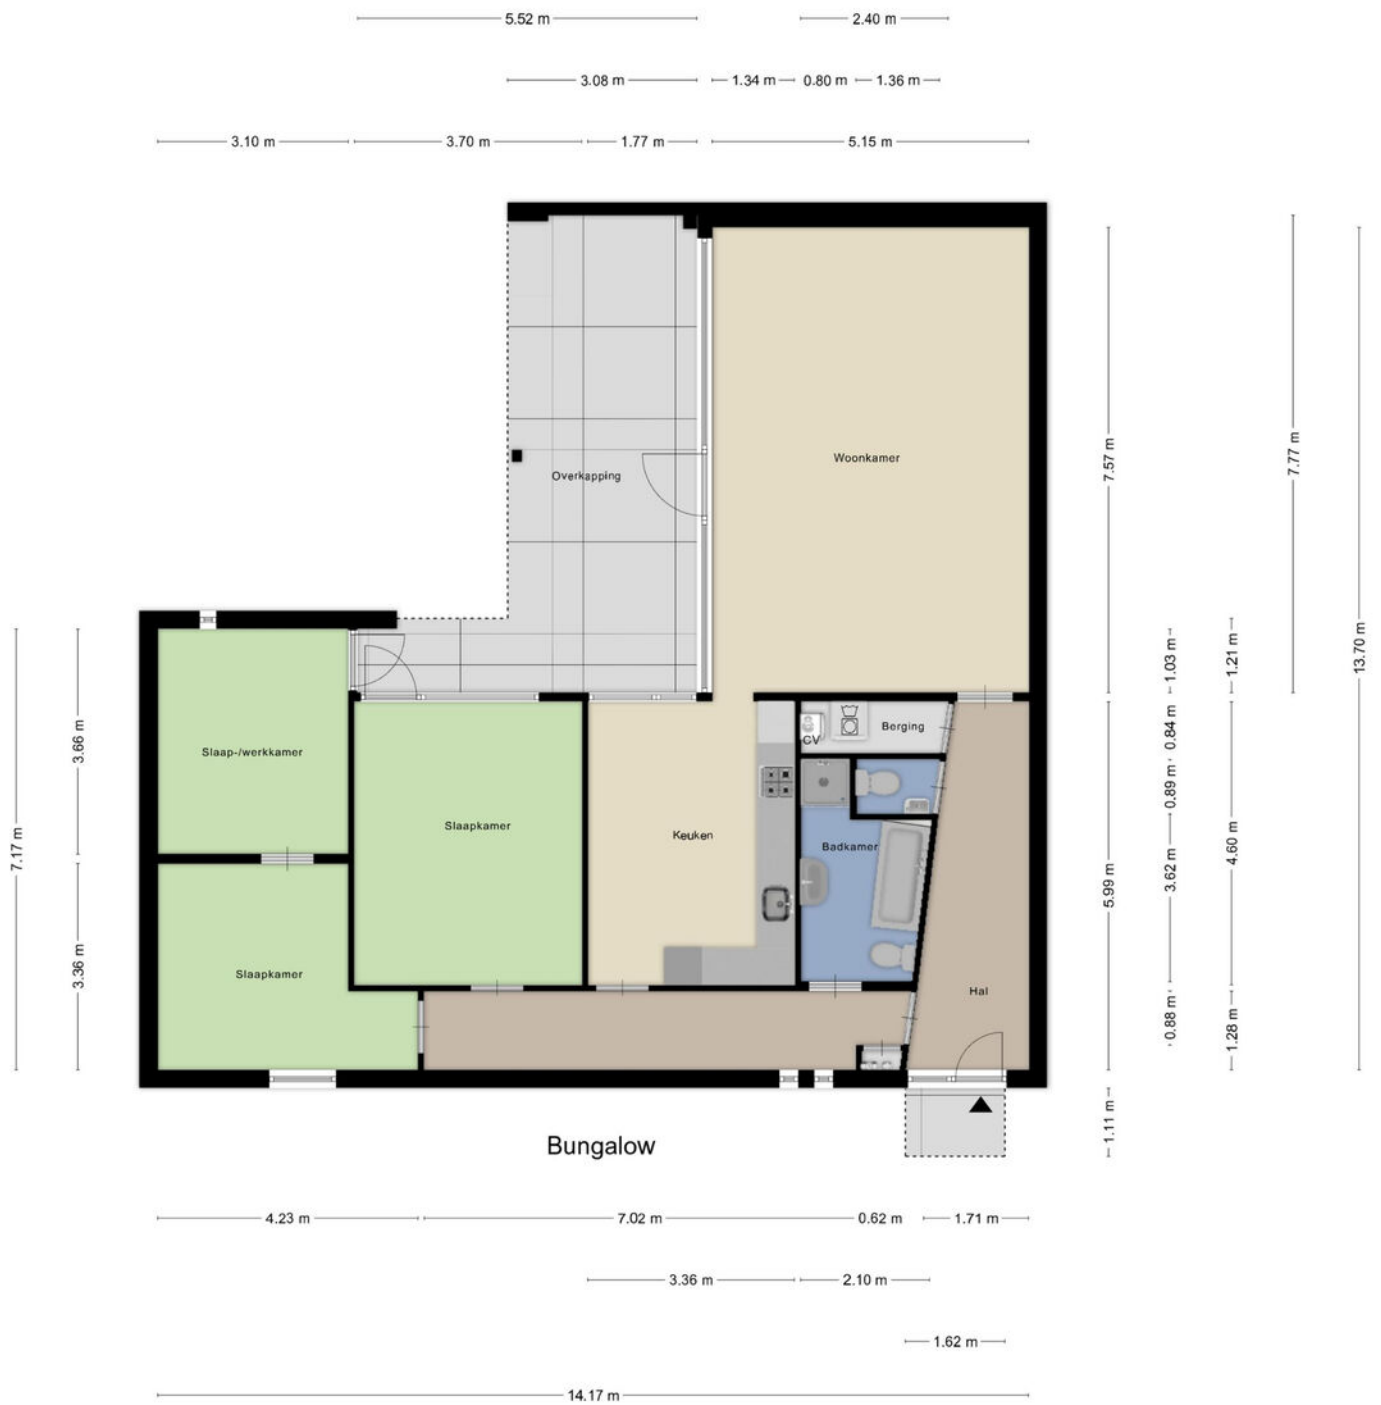 5.52 m
2.40 m
3.08 m
1.34 m
0.80 m
1.36 m
3.10 m
3.70 m
1.77 m
5.15 m
Woonkamer
Overkapping
7.57 m
7.77 m
13.70 m
1.03 m
1.21 m
Berging
CV
0.84 m
Slaap-/werkkamer
3.66 m
0.89 m
Slaapkamer
Keuken
Badkamer
7.17 m
4.60 m
3.62 m
5.99 m
Slaapkamer
3.36 m
Hal
0.88 m
1.28 m
1.11 m
Bungalow
4.23 m
7.02 m
0.62 m
1.71 m
3.36 m
2.10 m
1.62 m
14.17 m